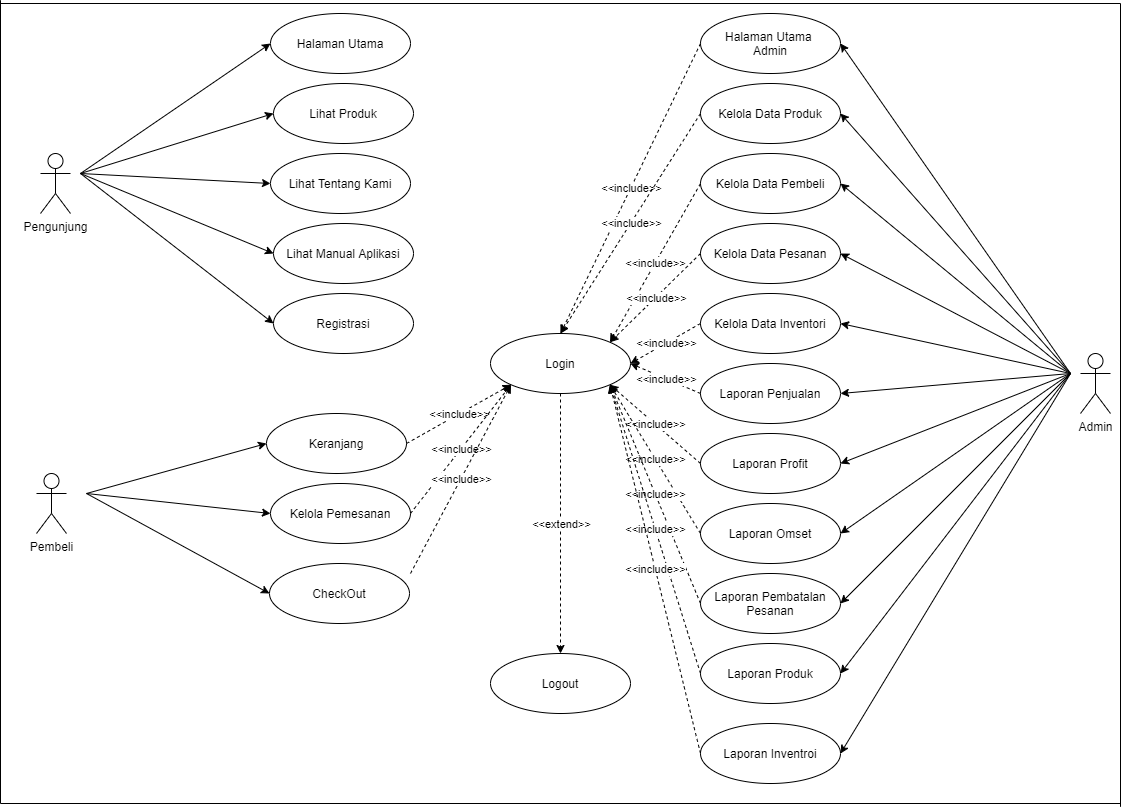 Halaman Utama
Lihat Produk
Lihat Tentang Kami
Lihat Manual Aplikasi
Registrasi
Pengunjung
Keranjang
Kelola Pemesanan
CheckOut
Pembeli
<<include>>
<<include>>
<<include>>
Login
<<extend>>
Logout
<<include>>
<<include>>
<<include>>
<<include>>
<<include>>
<<include>>
<<include>>
<<include>>
<<include>>
<<include>>
<<include>>
Halaman Utama
Admin
Kelola Data Produk
Kelola Data Pembeli
Kelola Data Pesanan
Kelola Data Inventori
Laporan Penjualan
Laporan Profit
Laporan Omset
Laporan Pembatalan
Pesanan
Laporan Produk
Laporan Inventroi
Admin